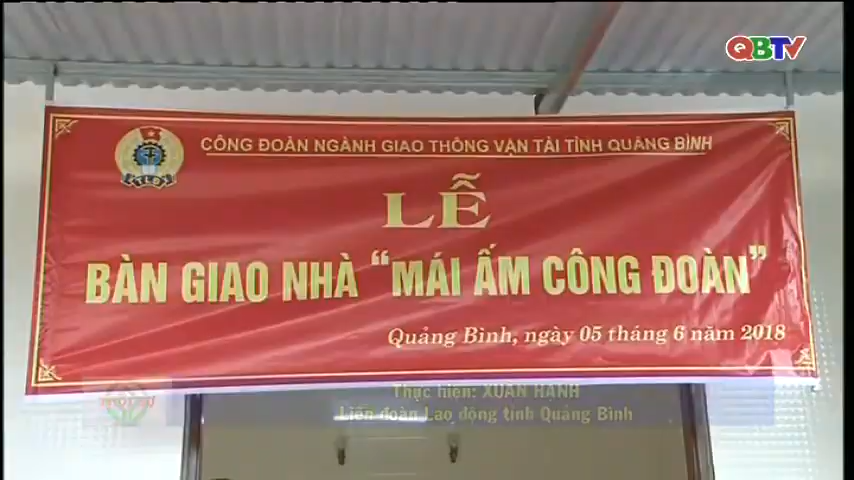 QBTV
CÔNG ĐOÀN NGÀNH GIAO THÔNG VẬN TẢI TỈNH QUẢNG BÌNH
LỄ
BÀN GIAO NHÀ “MÁI ẤM CÔNG ĐOÀN”
Quảng Bình, ngày 05 tháng 6 năm 2018
Thực hiện: XUÂN HẠNH
Liên đoàn Lao động tỉnh Quảng Bình